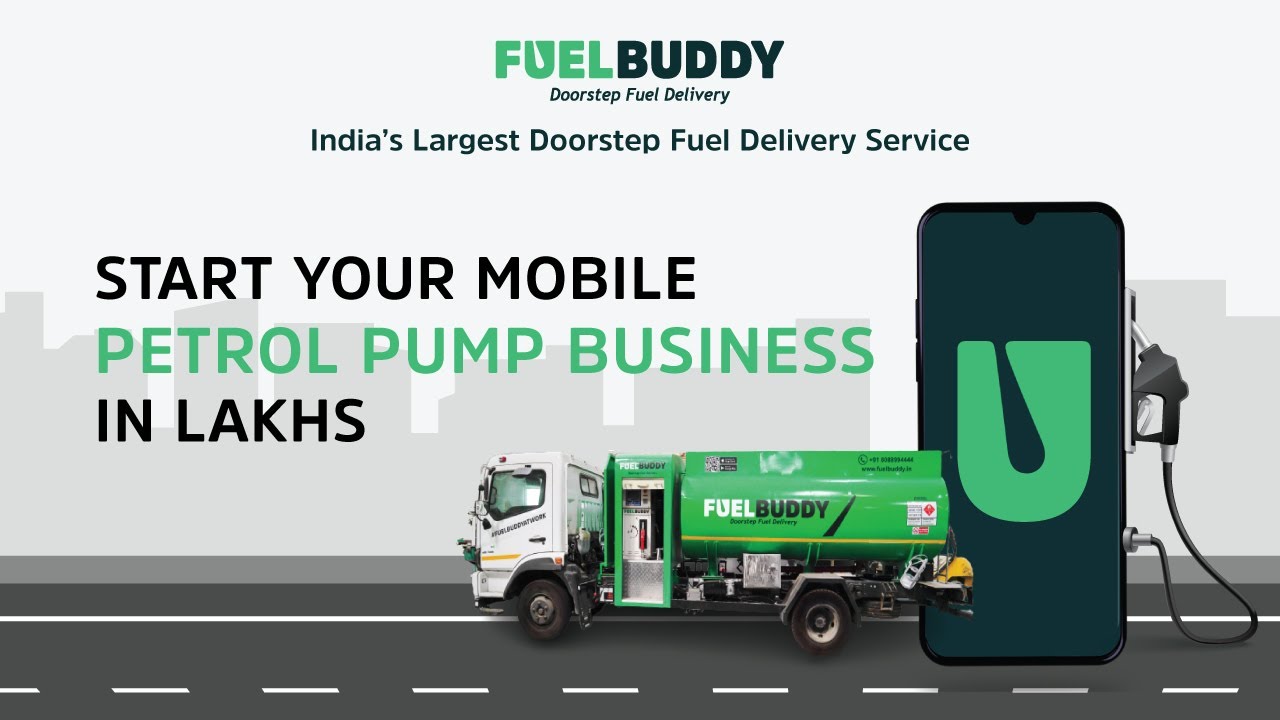 FUELBUDDY
Doorstep Fuel Delivery
India's Largest Doorstep Fuel Delivery Service
START YOUR MOBILE
PETROL PUMP BUSINESS
IN LAKHS
FUELBUDDY
www.fuelbuddy.in
FUELBUDDY
Doorstep Fuel Delivery
#FUELBUDDYATWORK